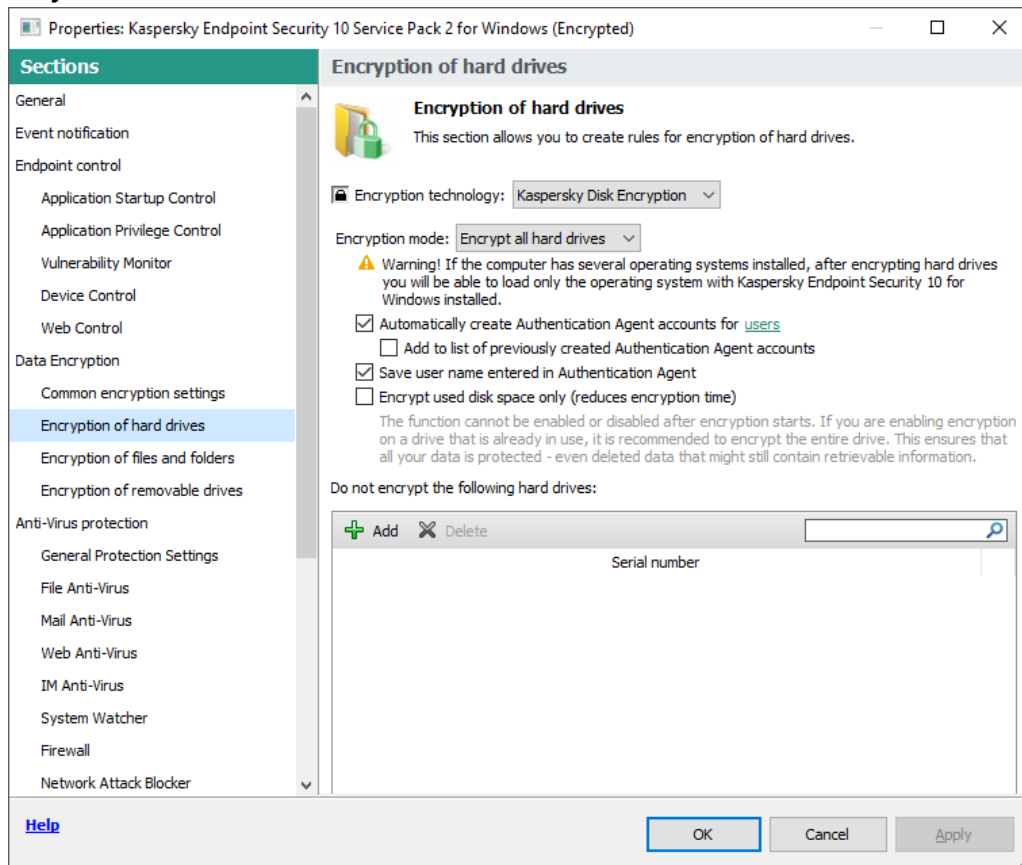 Properties: Kaspersky Endpoint Security 10 Service Pack 2 for Windows (Encrypted)
Sections
General
Event notification
Endpoint control
Application Startup Control
Application Privilege Control
Vulnerability Monitor
Device Control
Web Control
Data Encryption
Common encryption settings
Encryption of hard drives
Encryption of files and folders
Encryption of removable drives
Anti-Virus protection
General Protection Settings
File Anti-Virus
Mail Anti-Virus
Web Anti-Virus
IM Anti-Virus
System Watcher
Firewall
Network Attack Blocker
Encryption of hard drives
Encryption of hard drives
This section allows you to create rules for encryption of hard drives.
Encryption technology: Kaspersky Disk Encryption
Encryption mode: Encrypt all hard drives
Warning! If the computer has several operating systems installed, after encrypting hard drives
you will be able to load only the operating system with Kaspersky Endpoint Security 10 for
Windows installed.
Automatically create Authentication Agent accounts for users
Add to list of previously created Authentication Agent accounts
Save user name entered in Authentication Agent
Encrypt used disk space only (reduces encryption time)
The function cannot be enabled or disabled after encryption starts. If you are enabling encryption
on a drive that is already in use, it is recommended to encrypt the entire drive. This ensures that
all your data is protected - even deleted data that might still contain retrievable information.
Do not encrypt the following hard drives:
Add Delete
Serial number
Help
OK Cancel Apply